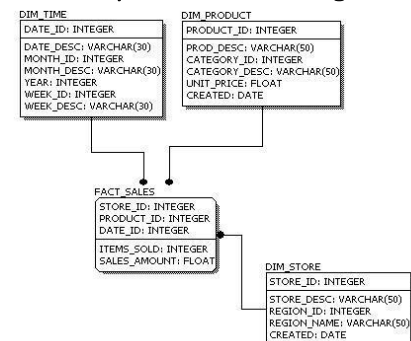 DIM_TIME
DATE_ID: INTEGER
DATE_DESC: VARCHAR(30)
MONTH_ID: INTEGER
MONTH_DESC: VARCHAR(30)
YEAR: INTEGER
WEEK_ID: INTEGER
WEEK_DESC: VARCHAR(30)
DIM_PRODUCT
PRODUCT_ID: INTEGER
PROD_DESC: VARCHAR(50)
CATEGORY_ID: INTEGER
CATEGORY_DESC: VARCHAR(50)
UNIT_PRICE: FLOAT
CREATED: DATE
FACT_SALES
STORE_ID: INTEGER
PRODUCT_ID: INTEGER
DATE_ID: INTEGER
ITEMS_SOLD: INTEGER
SALES_AMOUNT: FLOAT
DIM_STORE
STORE_ID: INTEGER
STORE_DESC: VARCHAR(50)
REGION_ID: INTEGER
REGION_NAME: VARCHAR(50)
CREATED: DATE